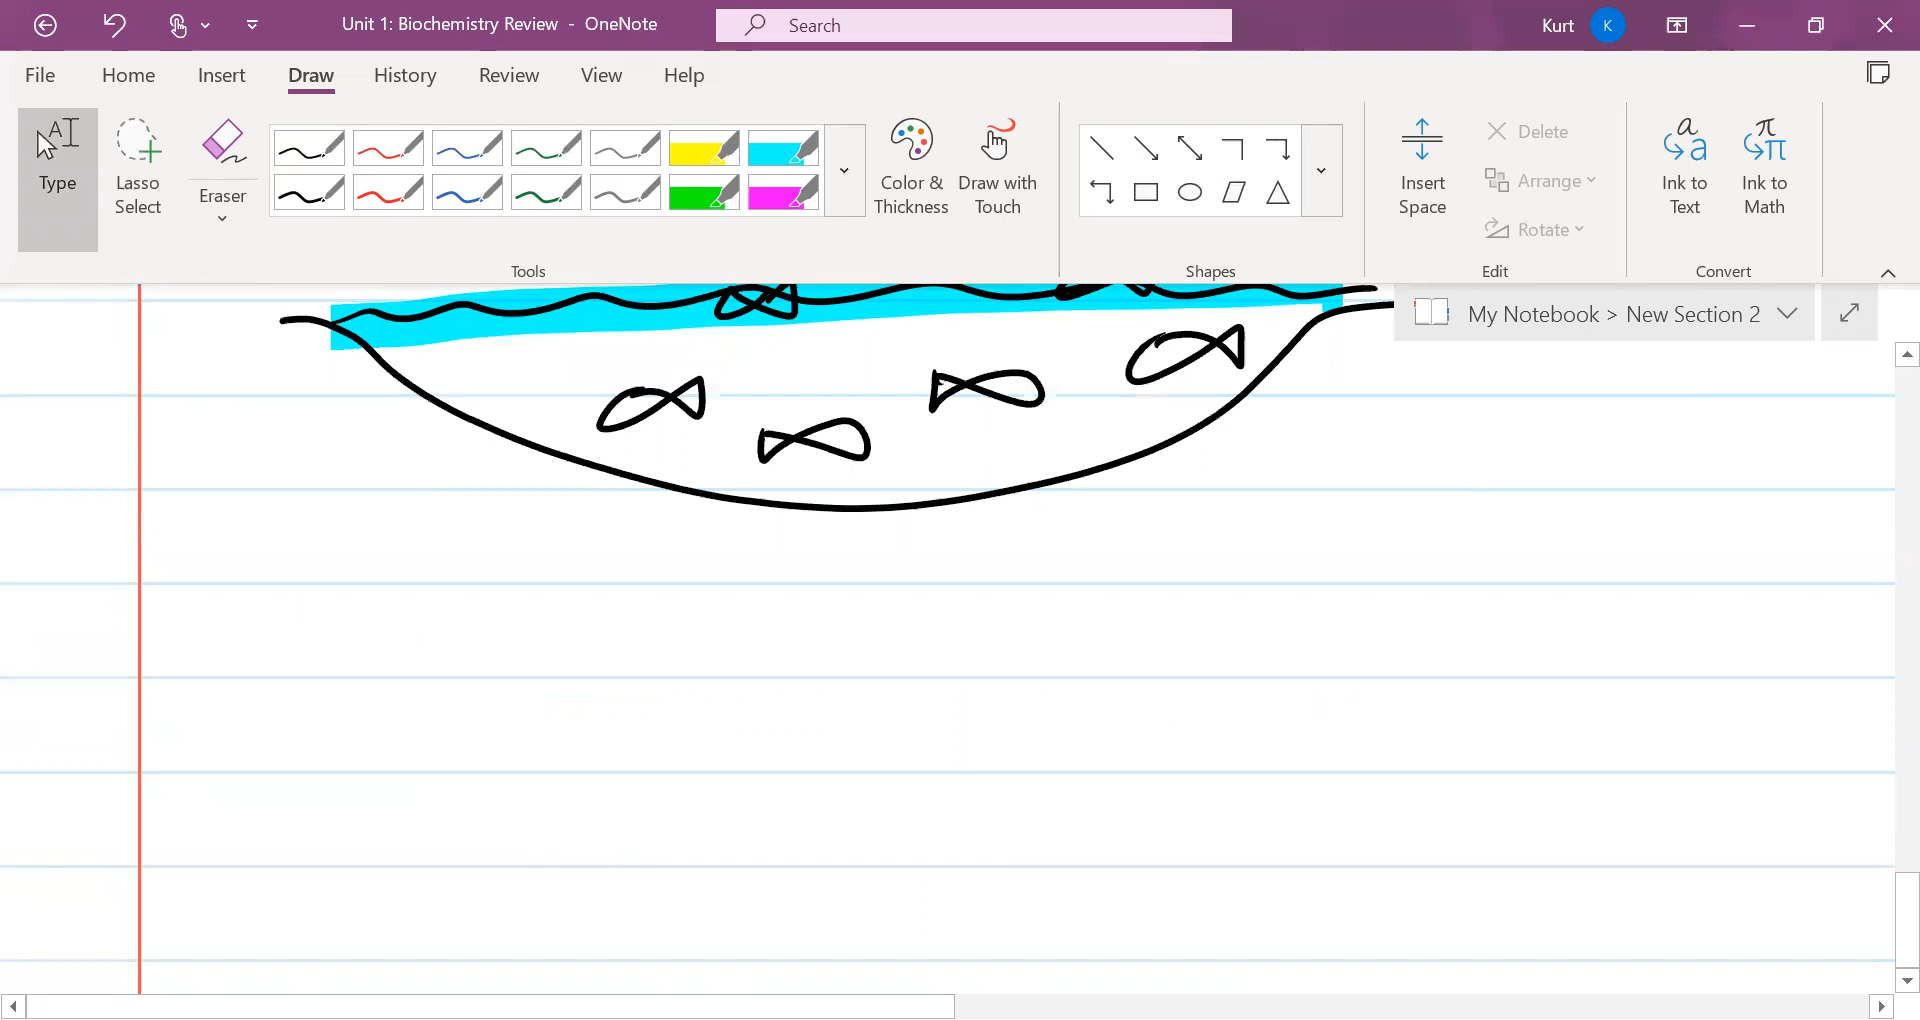 Unit 1: Biochemistry Review - OneNote
Search
Kurt
K
File Home Insert Draw History Review View Help
Type
Lasso Select
Eraser
Color & Thickness
Draw with Touch
Insert Space
Delete
Arrange
Rotate
Ink to Text
Ink to Math
Tools
Shapes
Edit
Convert
My Notebook > New Section 2